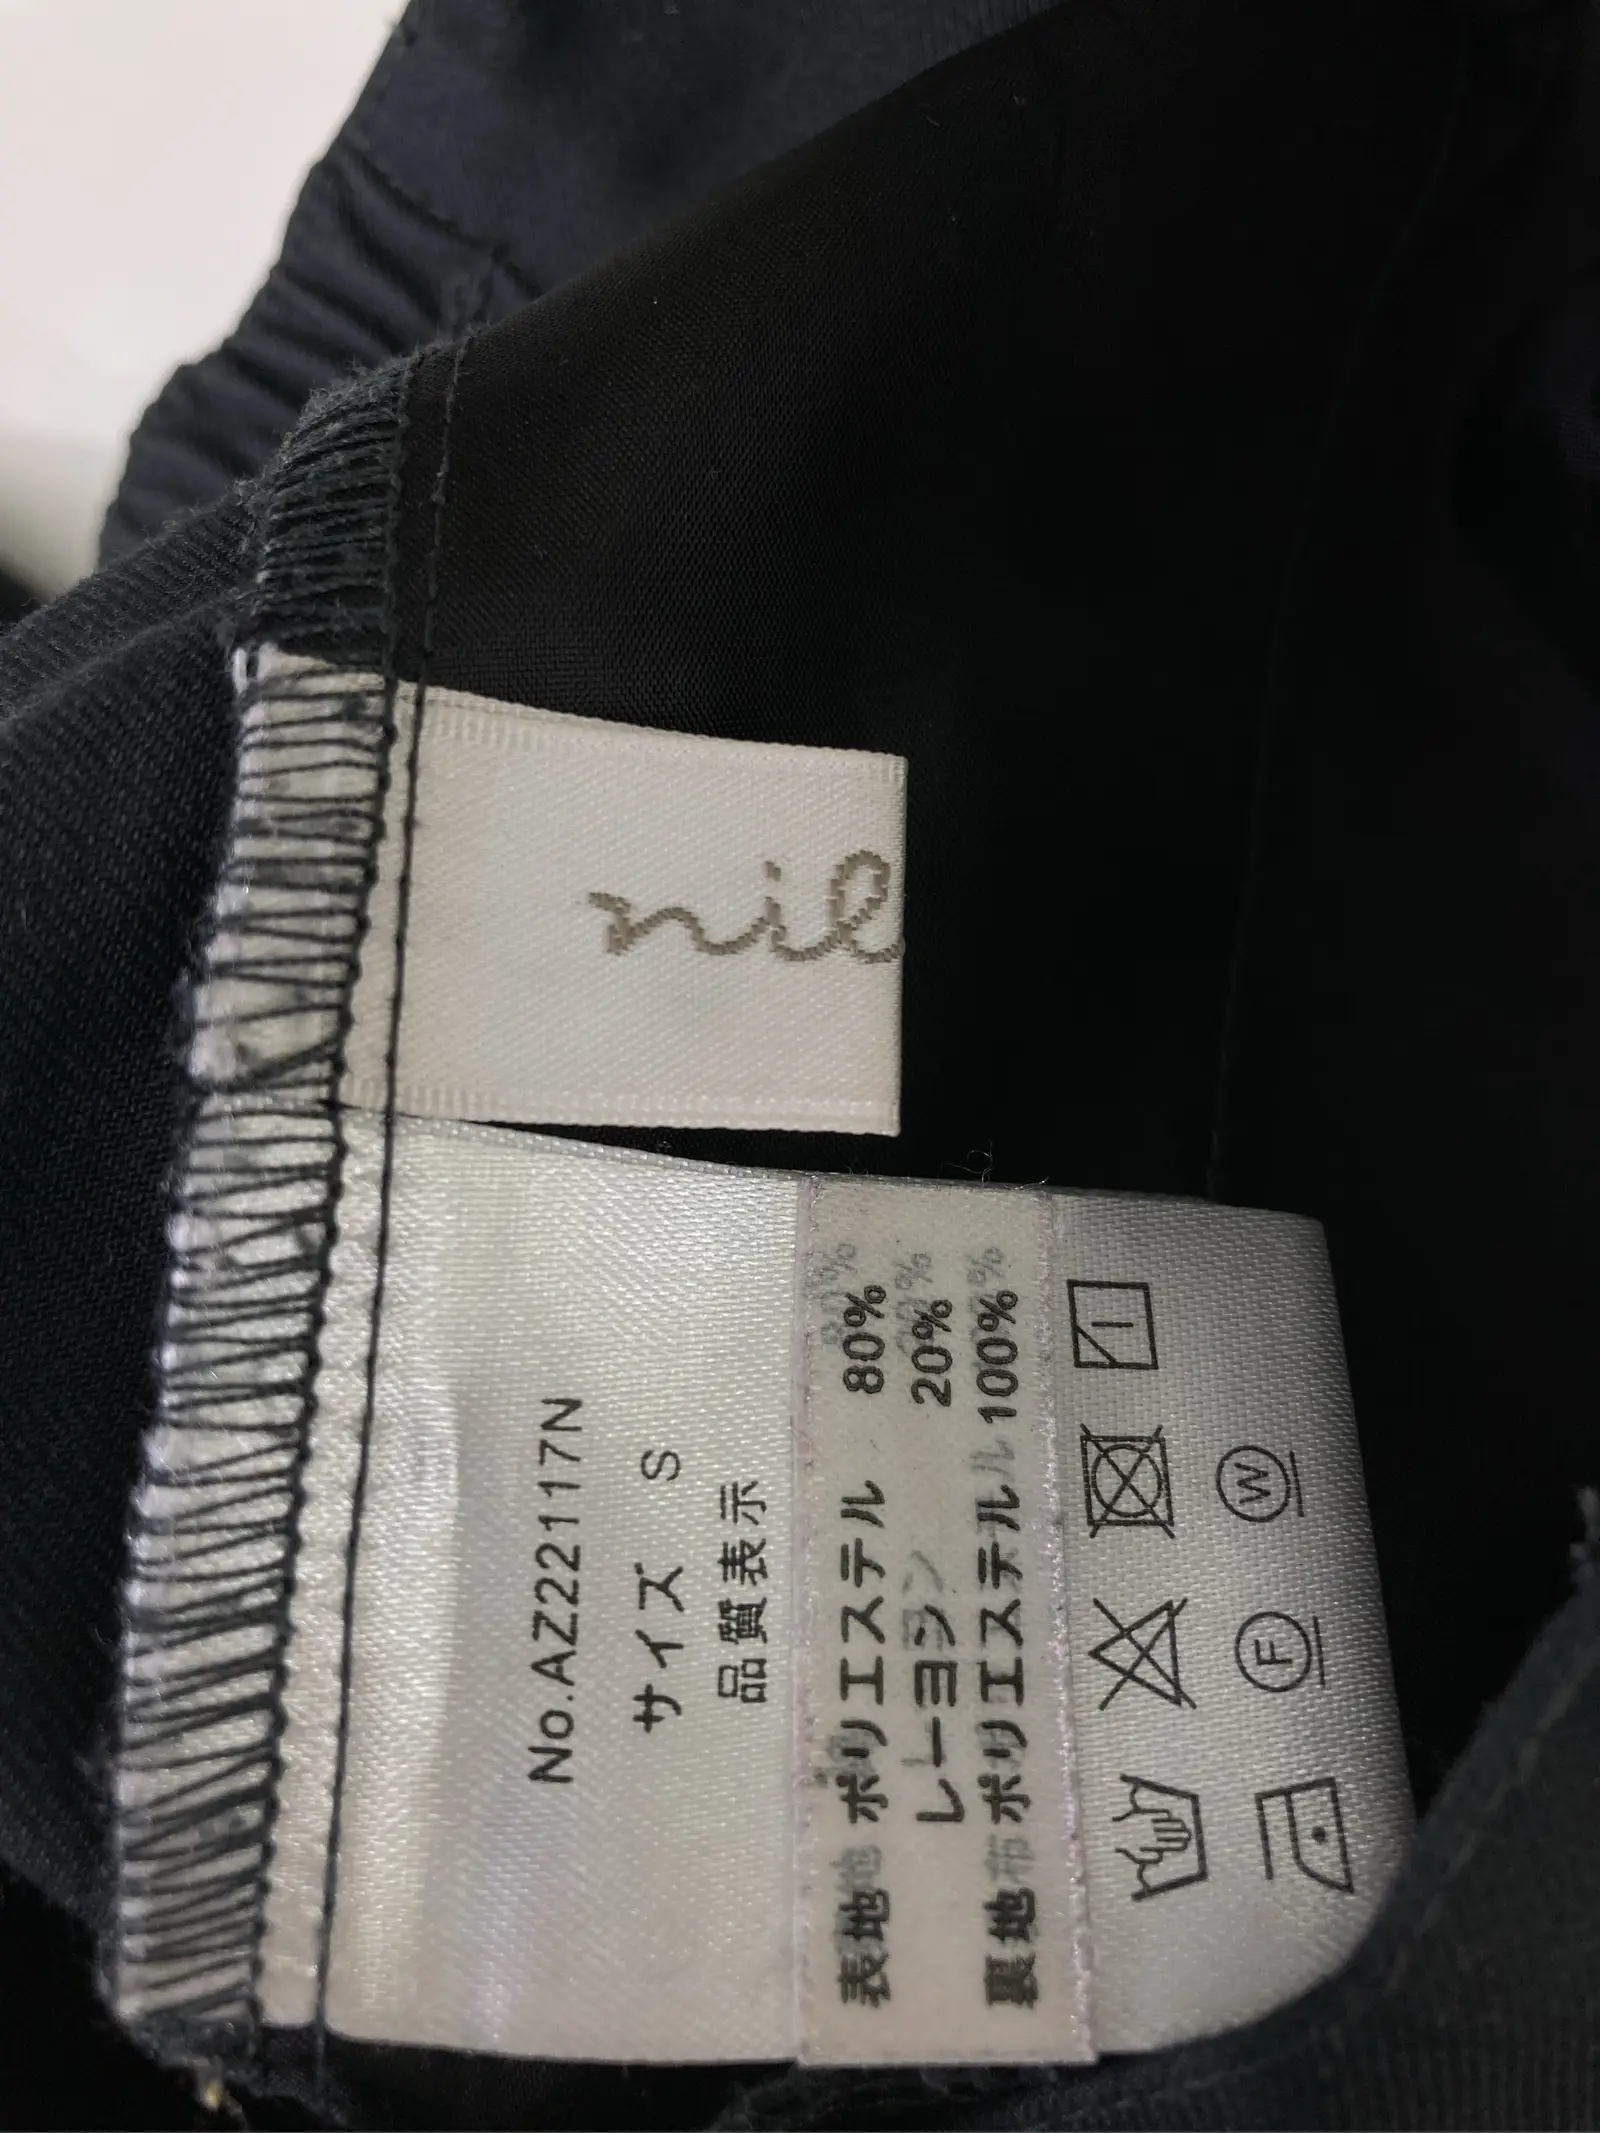 nil
No.AZ22117N
サイズ S
品質表示
表地 ポリエステル 80%
レーヨン 20%
裏地 ポリエステル 100%
W
F